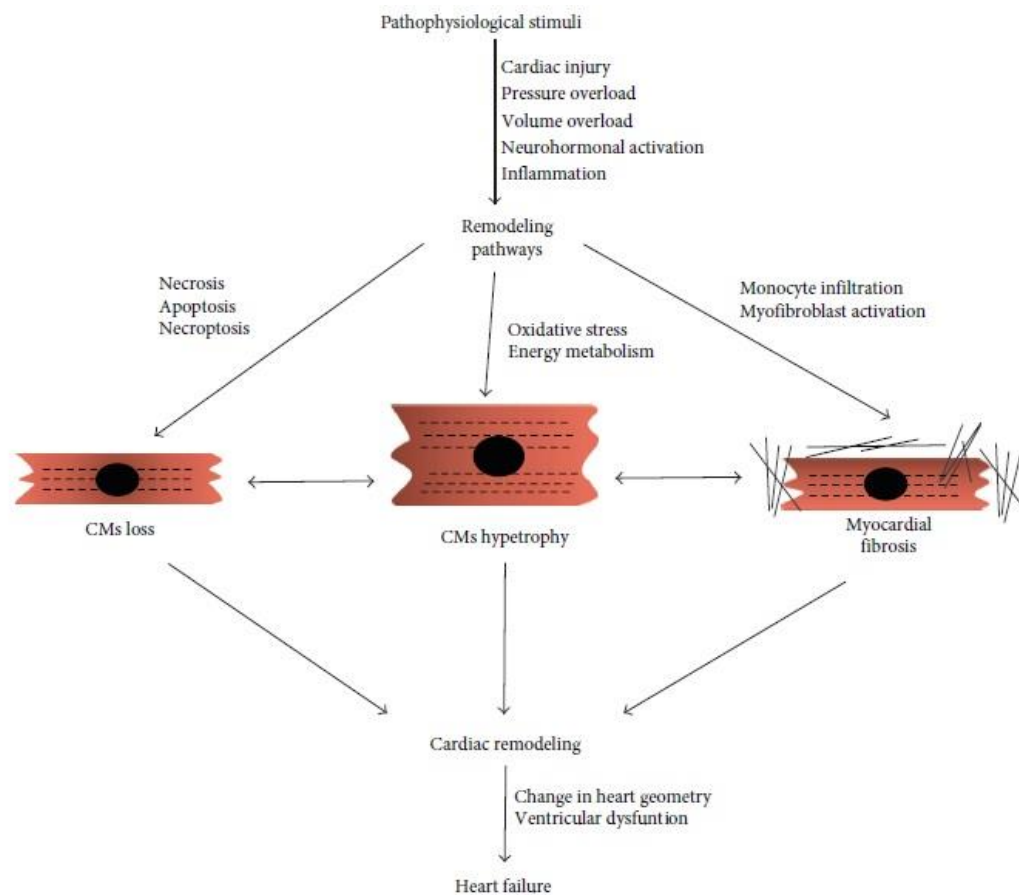 Pathophysiological stimuli
Cardiac injury
Pressure overload
Volume overload
Neurohormonal activation
Inflammation
Remodeling
pathways
Necrosis
Apoptosis
Necroptosis
Oxidative stress
Energy metabolism
Monocyte infiltration
Myofibroblast activation
CMs loss
CMs hypetrophy
Myocardial
fibrosis
Cardiac remodeling
Change in heart geometry
Ventricular dysfuntion
Heart failure